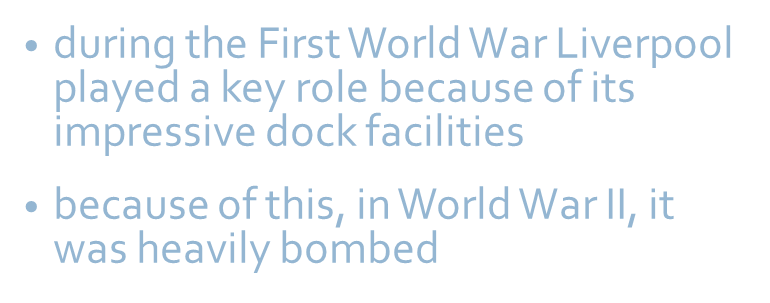 • during the First World War Liverpool
played a key role because of its
impressive dock facilities
• because of this, in World War II, it
was heavily bombed